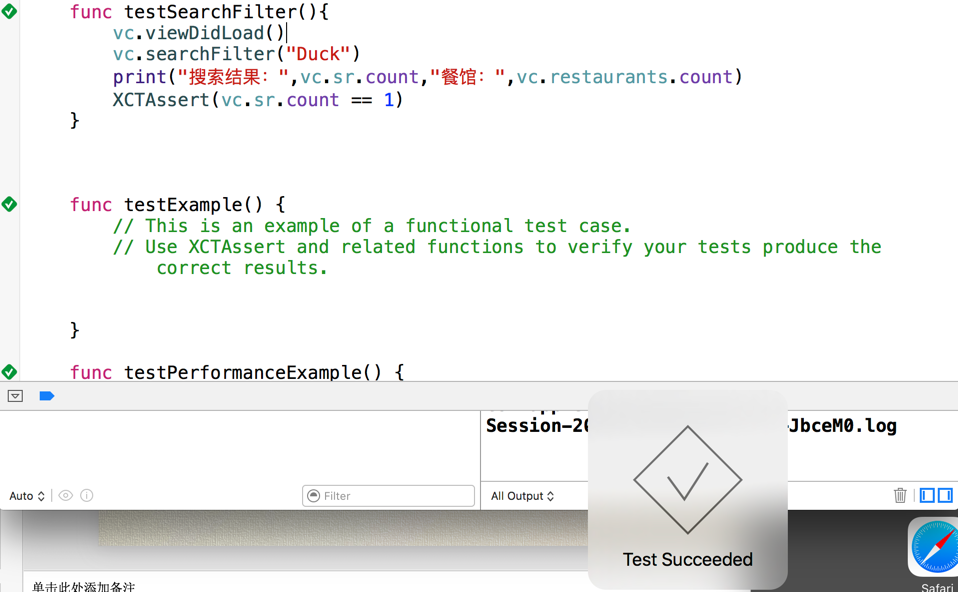 func testSearchFilter(){
vc.viewDidLoad()
vc.searchFilter("Duck")
print("搜索结果：",vc.sr.count,"餐馆：",vc.restaurants.count)
XCTAssert(vc.sr.count == 1)
}
func testExample() {
// This is an example of a functional test case.
// Use XCTAssert and related functions to verify your tests produce the
correct results.
}
func testPerformanceExample() {
Session-20
-JbceM0.log
Auto
Filter
All Output
Test Succeeded
单击此处添加备注
Safari